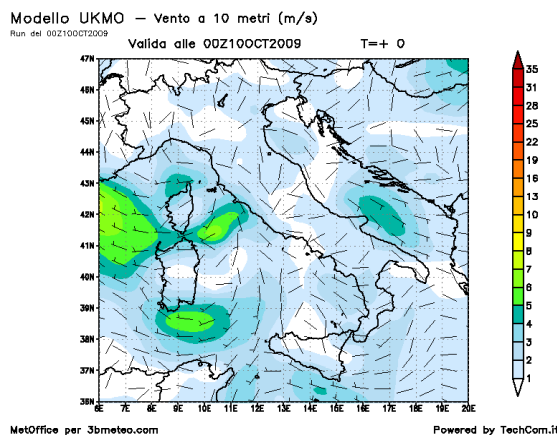 Modello UKMO – Vento a 10 metri (m/s)
Run del 00Z10OCT2009
Valida alle 00Z10OCT2009 T=+ 0
47N
46N
45N
44N
43N
42N
41N
40N
39N
38N
37N
36N
6E 7E 8E 9E 10E 11E 12E 13E 14E 15E 16E 17E 18E 19E 20E
35
31
28
25
22
19
16
13
10
9
8
7
6
5
4
3
2
1
MetOffice per 3bmeteo.com Powered by TechCom.it